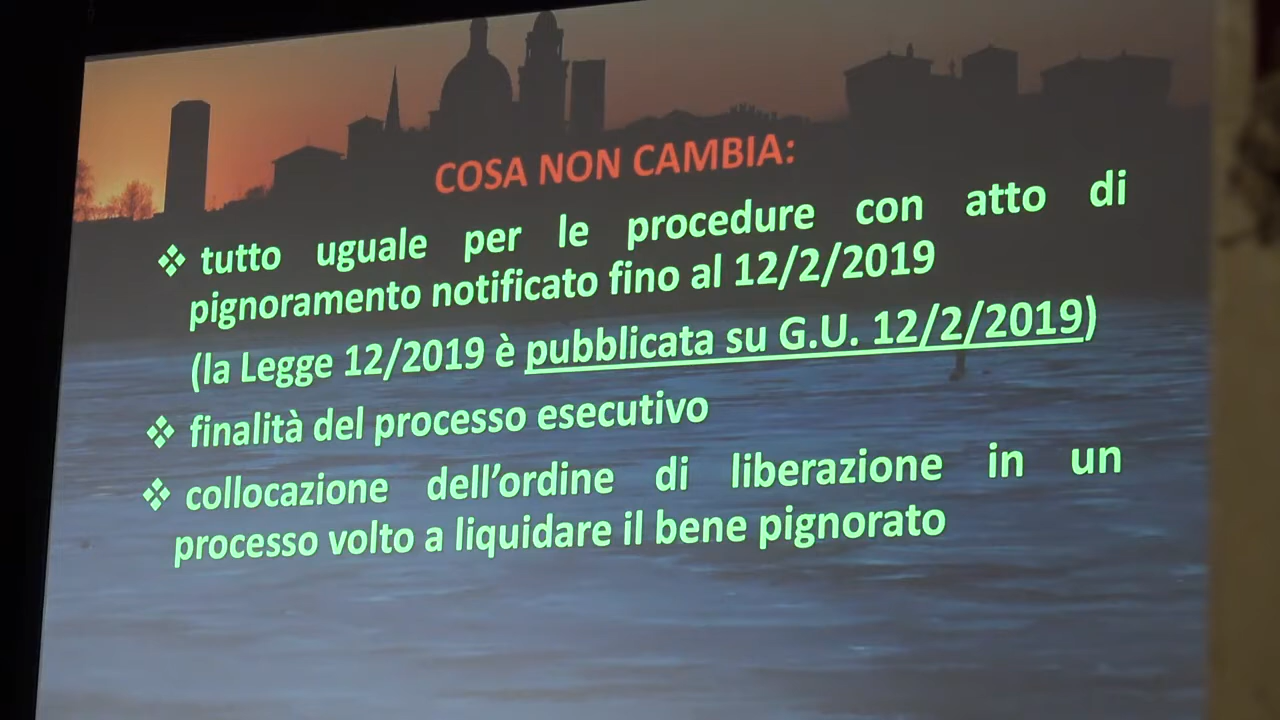 COSA NON CAMBIA:
❖ tutto uguale per le procedure con atto di
pignoramento notificato fino al 12/2/2019
(la Legge 12/2019 è pubblicata su G.U. 12/2/2019)
❖ finalità del processo esecutivo
❖ collocazione dell'ordine di liberazione in un
processo volto a liquidare il bene pignorato